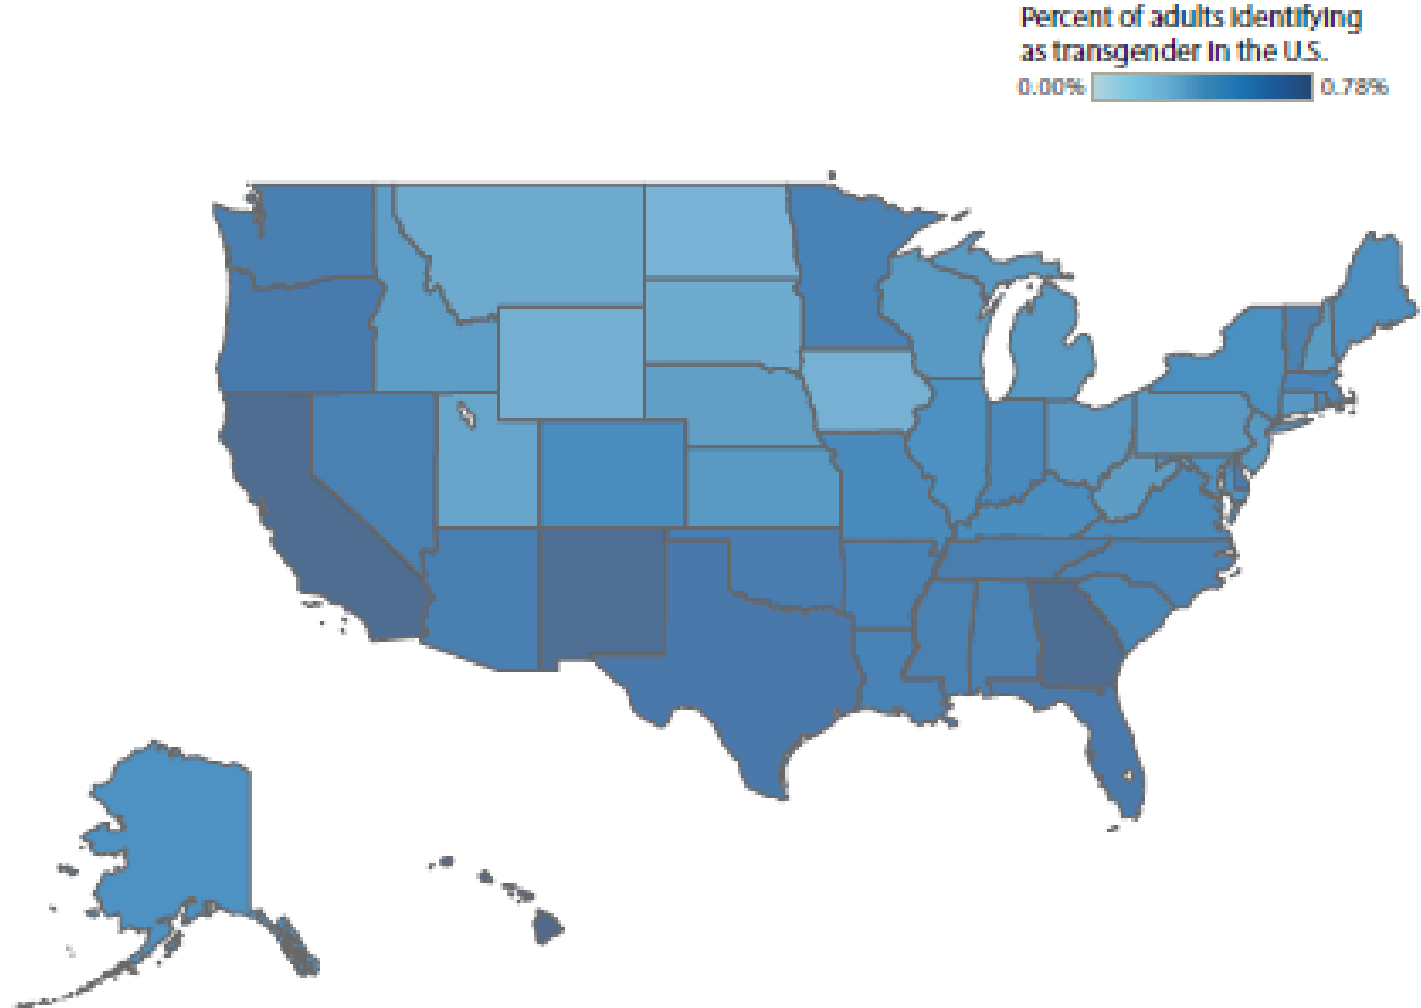 Percent of adults identifying
as transgender in the U.S.
0.00% 0.78%